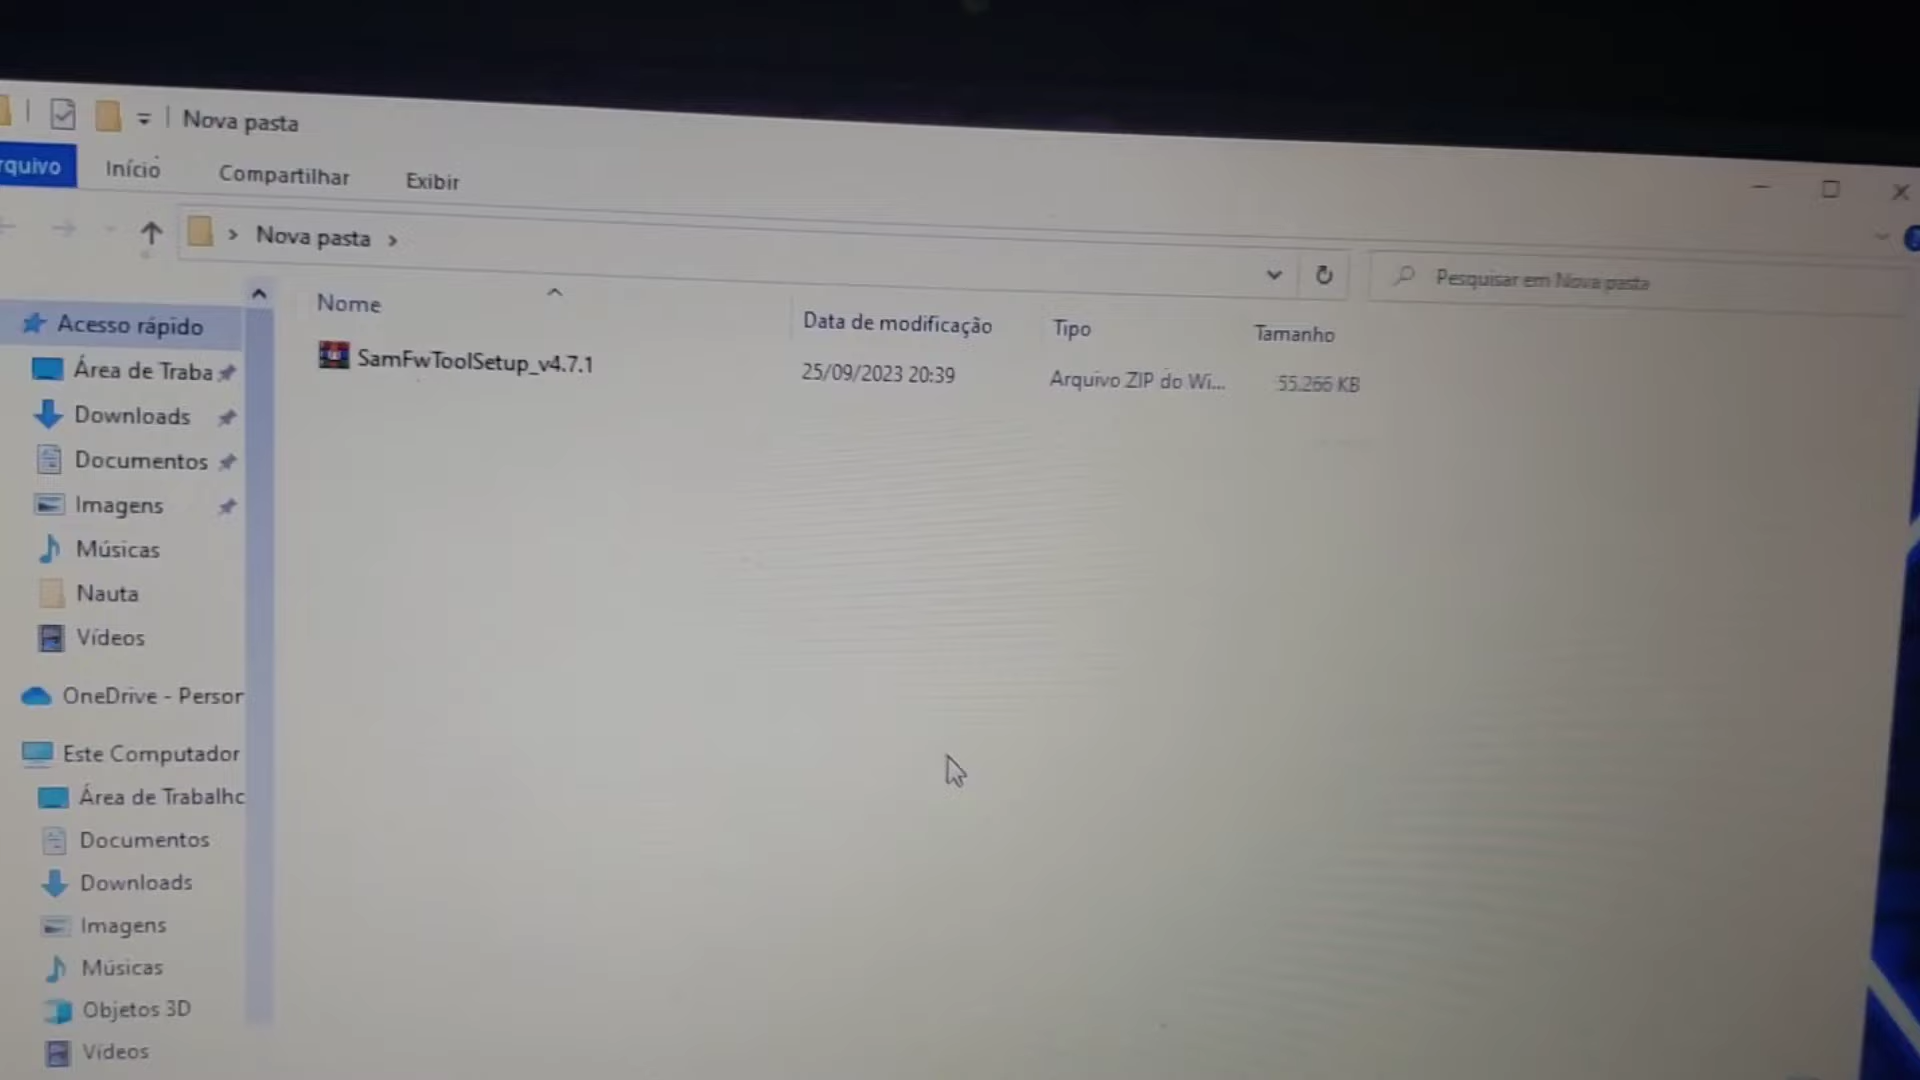 Nova pasta
rquivo Início Compartilhar Exibir
Nova pasta
Pesquisar em Nova pasta
Nome Data de modificação Tipo Tamanho
SamFwToolSetup_v4.7.1 25/09/2023 20:39 Arquivo ZIP do Wi... 55.266 KB
Acesso rápido
Área de Traba
Downloads
Documentos
Imagens
Músicas
Nauta
Vídeos
OneDrive - Persor
Este Computador
Área de Trabalhc
Documentos
Downloads
Imagens
Músicas
Objetos 3D
Vídeos